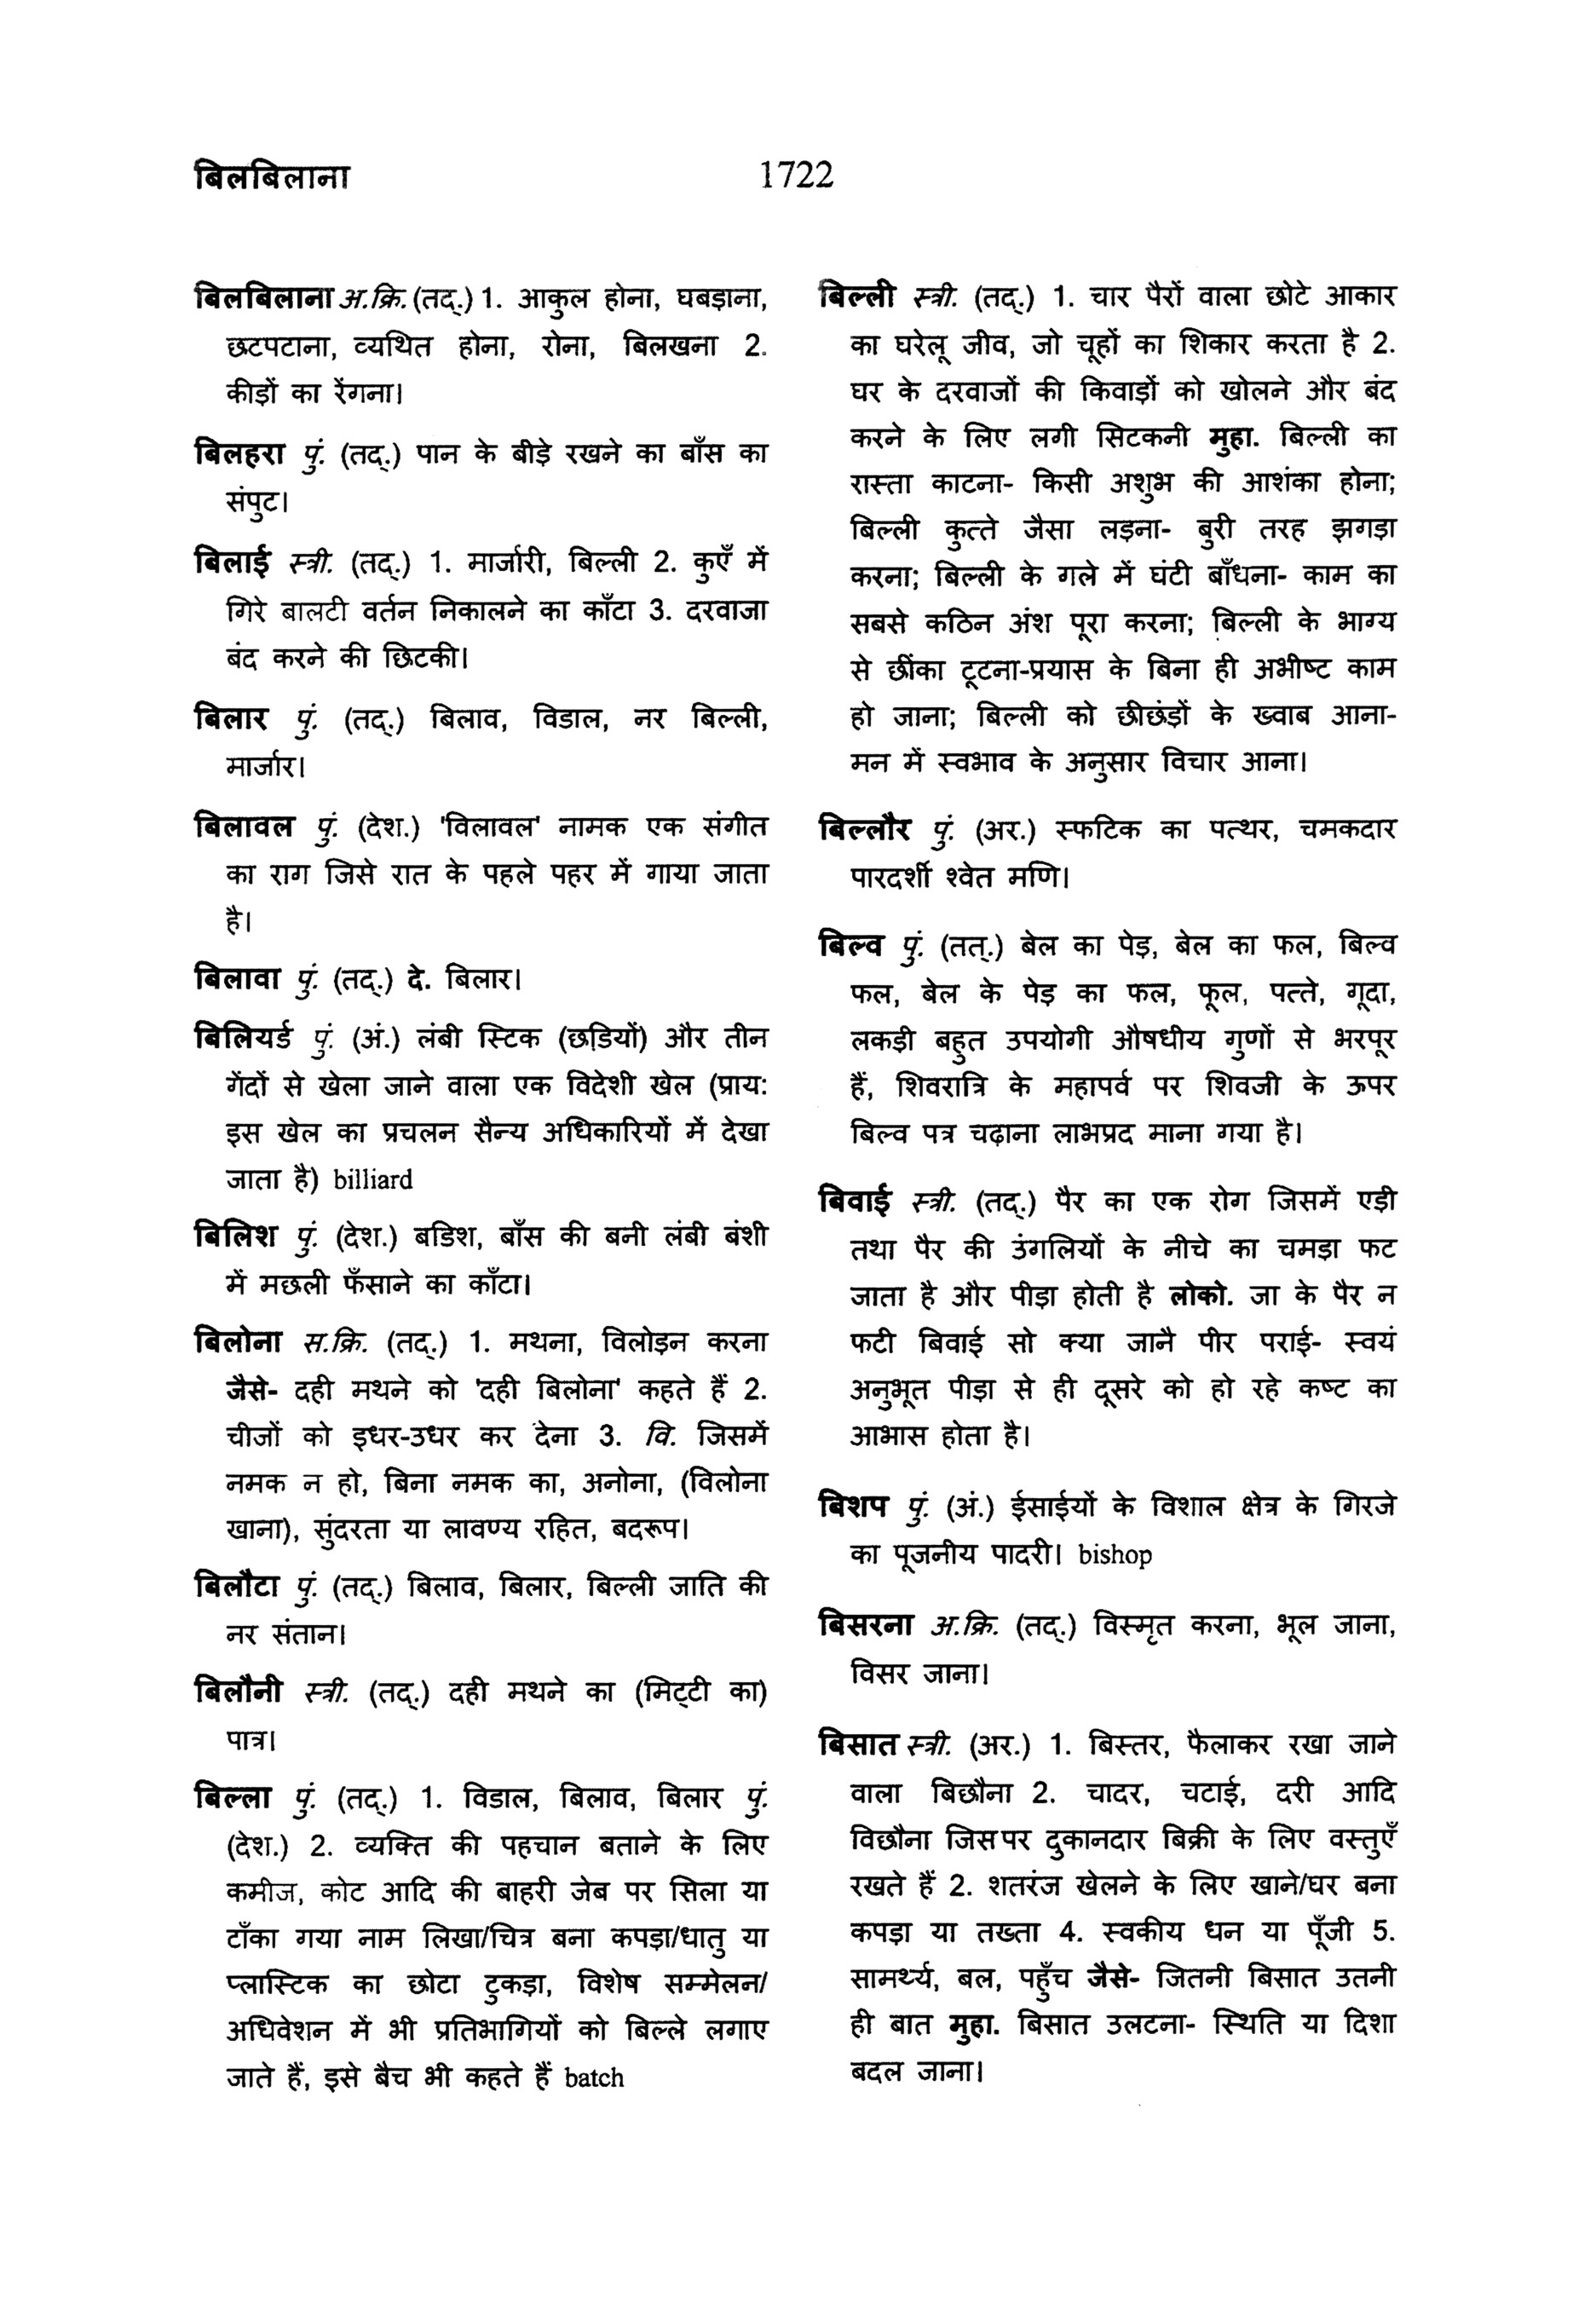 बिलबिलाना
1722
बिलबिलाना अ.क्रि. (तद्.) 1. आकुल होना, घबड़ाना,
छटपटाना, व्यथित होना, रोना, बिलखना 2.
कीड़ों का रेंगना।
बिलहरा पुं. (तद्.) पान के बीड़े रखने का बाँस का
संपुट।
बिलाई स्त्री. (तद्.) 1. मार्जारी, बिल्ली 2. कुएँ में
गिरे बालटी वर्तन निकालने का काँटा 3. दरवाजा
बंद करने की छिटकी।
बिलार पुं. (तद्.) बिलाव, विडाल, नर बिल्ली,
मार्जार।
बिलावल पुं. (देश.) 'विलावल' नामक एक संगीत
का राग जिसे रात के पहले पहर में गाया जाता
है।
बिलावा पुं. (तद्.) दे. बिलार।
बिलियर्ड पुं. (अं.) लंबी स्टिक (छड़ियों) और तीन
गेंदों से खेला जाने वाला एक विदेशी खेल (प्राय:
इस खेल का प्रचलन सैन्य अधिकारियों में देखा
जाता है) billiard
बिलिश पुं. (देश.) बडिश, बाँस की बनी लंबी बंशी
में मछली फँसाने का काँटा।
बिलोना स.क्रि. (तद्.) 1. मथना, विलोड़न करना
जैसे- दही मथने को 'दही बिलोना' कहते हैं 2.
चीजों को इधर-उधर कर देना 3. वि. जिसमें
नमक न हो, बिना नमक का, अनोना, (विलोना
खाना), सुंदरता या लावण्य रहित, बदरूप।
बिलौटा पुं. (तद्.) बिलाव, बिलार, बिल्ली जाति की
नर संतान।
बिलौनी स्त्री. (तद्.) दही मथने का (मिट्टी का)
पात्र।
बिल्ला पुं. (तद्.) 1. विडाल, बिलाव, बिलार पुं.
(देश.) 2. व्यक्ति की पहचान बताने के लिए
कमीज, कोट आदि की बाहरी जेब पर सिला या
टाँका गया नाम लिखा/चित्र बना कपड़ा/धातु या
प्लास्टिक का छोटा टुकड़ा, विशेष सम्मेलन/
अधिवेशन में भी प्रतिभागियों को बिल्ले लगाए
जाते हैं, इसे बैच भी कहते हैं batch
बिल्ली स्त्री. (तद्.) 1. चार पैरों वाला छोटे आकार
का घरेलू जीव, जो चूहों का शिकार करता है 2.
घर के दरवाजों की किवाड़ों को खोलने और बंद
करने के लिए लगी सिटकनी मुहा. बिल्ली का
रास्ता काटना- किसी अशुभ की आशंका होना;
बिल्ली कुत्ते जैसा लड़ना- बुरी तरह झगड़ा
करना; बिल्ली के गले में घंटी बाँधना- काम का
सबसे कठिन अंश पूरा करना; बिल्ली के भाग्य
से छींका टूटना-प्रयास के बिना ही अभीष्ट काम
हो जाना; बिल्ली को छीछंड़ों के ख्वाब आना-
मन में स्वभाव के अनुसार विचार आना।
बिल्लौर पुं. (अर.) स्फटिक का पत्थर, चमकदार
पारदर्शी श्वेत मणि।
बिल्व पुं. (तत्.) बेल का पेड़, बेल का फल, बिल्व
फल, बेल के पेड़ का फल, फूल, पत्ते, गूदा,
लकड़ी बहुत उपयोगी औषधीय गुणों से भरपूर
हैं, शिवरात्रि के महापर्व पर शिवजी के ऊपर
बिल्व पत्र चढ़ाना लाभप्रद माना गया है।
बिवाई स्त्री. (तद्.) पैर का एक रोग जिसमें एड़ी
तथा पैर की उंगलियों के नीचे का चमड़ा फट
जाता है और पीड़ा होती है लोको. जा के पैर न
फटी बिवाई सो क्या जानै पीर पराई- स्वयं
अनुभूत पीड़ा से ही दूसरे को हो रहे कष्ट का
आभास होता है।
बिशप पुं. (अं.) ईसाईयों के विशाल क्षेत्र के गिरजे
का पूजनीय पादरी। bishop
बिसरना अ.क्रि. (तद्.) विस्मृत करना, भूल जाना,
विसर जाना।
बिसात स्त्री. (अर.) 1. बिस्तर, फैलाकर रखा जाने
वाला बिछौना 2. चादर, चटाई, दरी आदि
विछौना जिसपर दुकानदार बिक्री के लिए वस्तुएँ
रखते हैं 2. शतरंज खेलने के लिए खाने/घर बना
कपड़ा या तख्ता 4. स्वकीय धन या पूँजी 5.
सामर्थ्य, बल, पहुँच जैसे- जितनी बिसात उतनी
ही बात मुहा. बिसात उलटना- स्थिति या दिशा
बदल जाना।